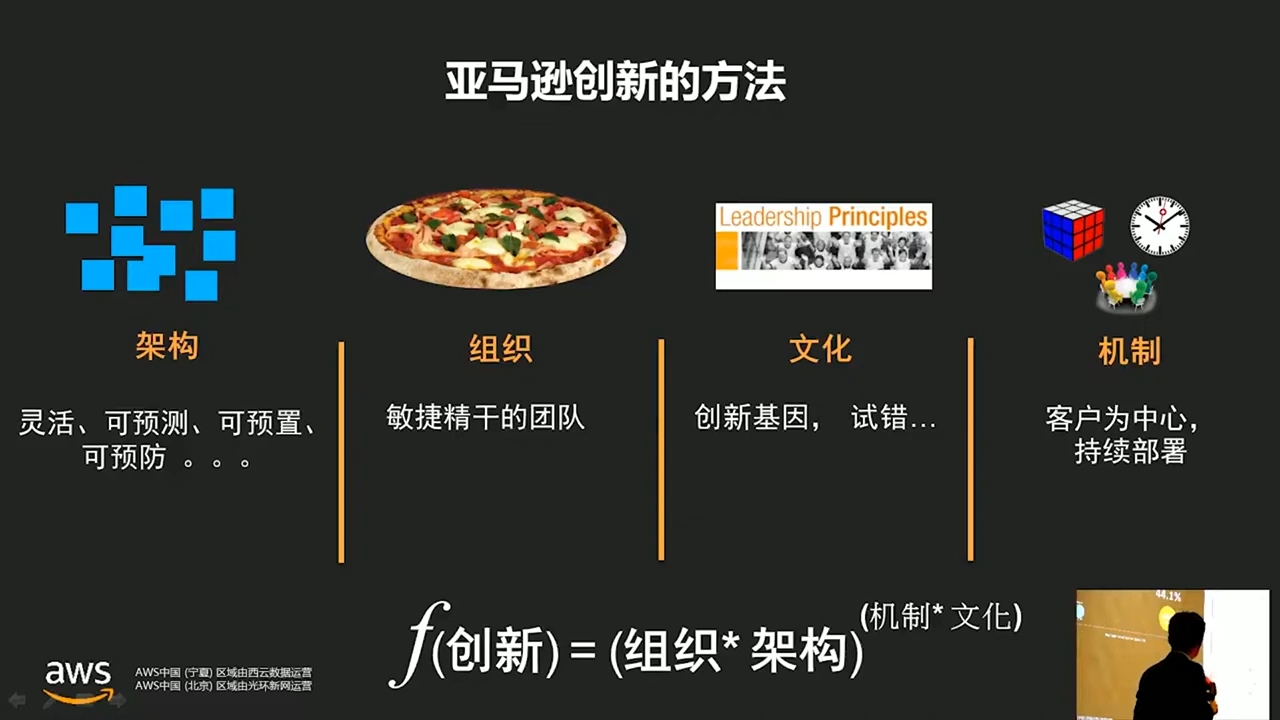 亚马逊创新的方法
Leadership Principles
架构
组织
文化
机制
灵活、可预测、可预置、
可预防 。。。
敏捷精干的团队
创新基因， 试错...
客户为中心，
持续部署
f(创新) = (组织* 架构)(机制* 文化)
aws
AWS中国 (宁夏) 区域由西云数据运营
AWS中国 (北京) 区域由光环新网运营
44.1%